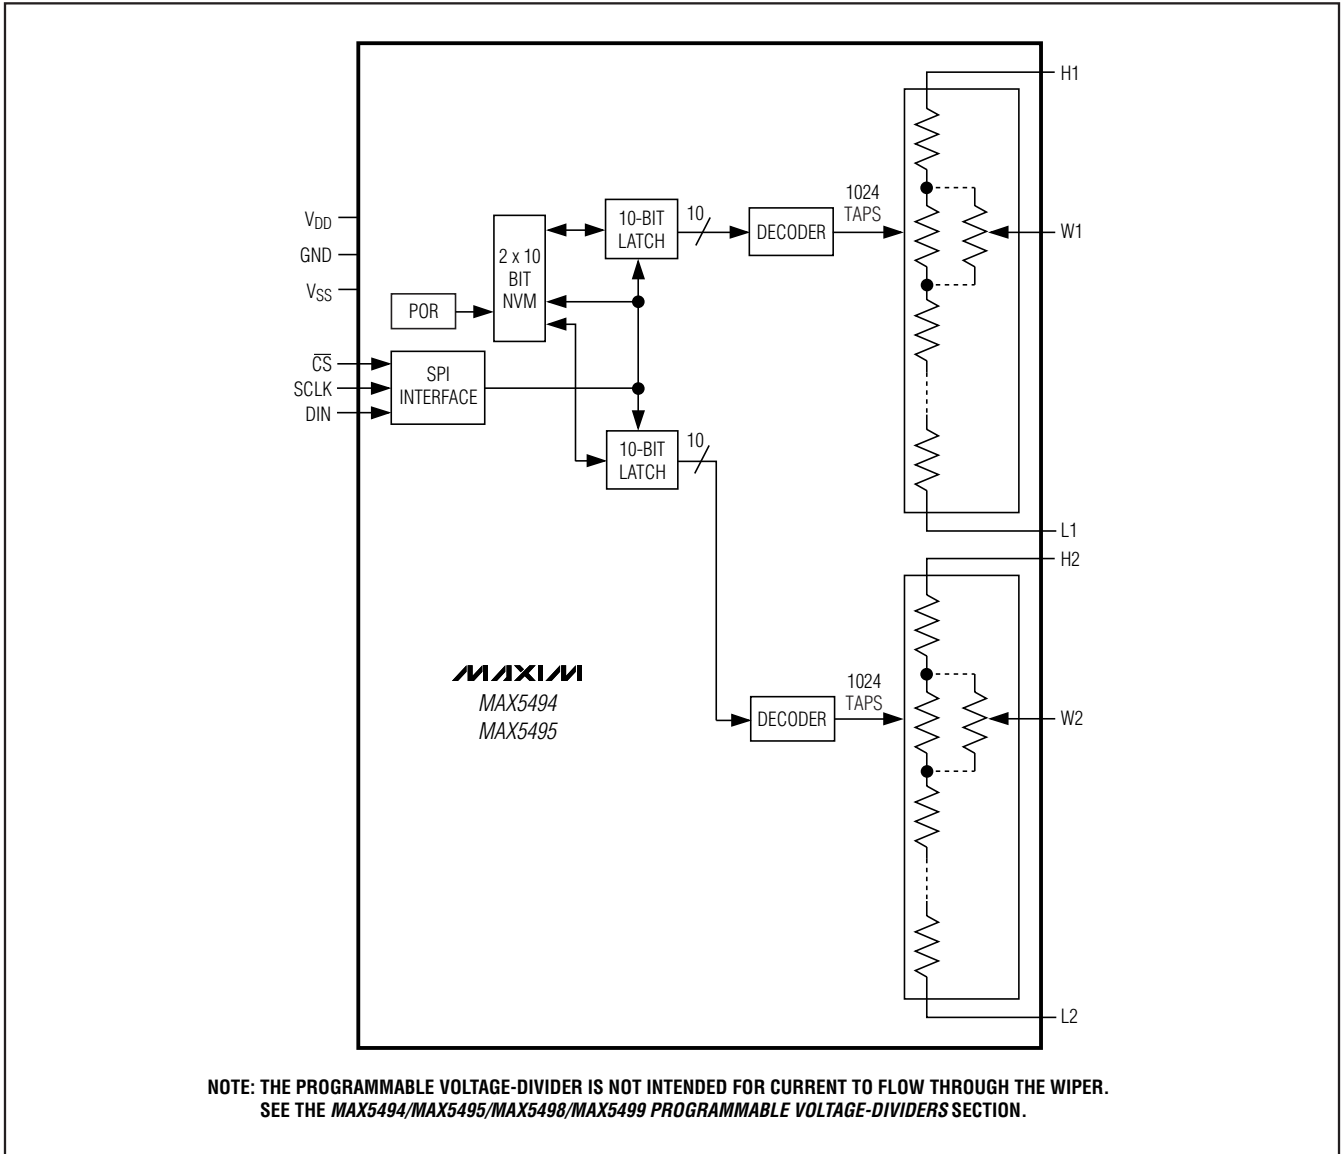 H1
1024
TAPS
10
10-BIT
LATCH
DECODER
W1
VDD
GND
VSS
2 x 10
BIT
NVM
POR
CS
SCLK
DIN
SPI
INTERFACE
10
10-BIT
LATCH
L1
H2
MAXIM
MAX5494
MAX5495
1024
TAPS
DECODER
W2
L2
NOTE: THE PROGRAMMABLE VOLTAGE-DIVIDER IS NOT INTENDED FOR CURRENT TO FLOW THROUGH THE WIPER.
SEE THE MAX5494/MAX5495/MAX5498/MAX5499 PROGRAMMABLE VOLTAGE-DIVIDERS SECTION.